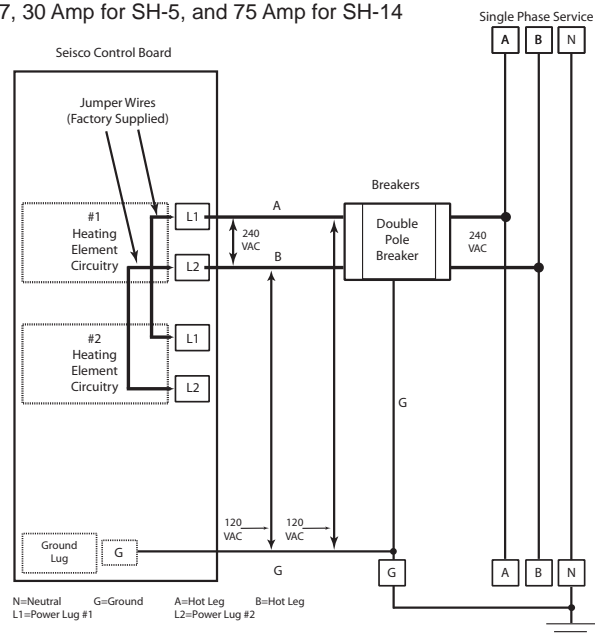 7, 30 Amp for SH-5, and 75 Amp for SH-14
Single Phase Service
A B N
Seisco Control Board
Jumper Wires
(Factory Supplied)
Breakers
#1
Heating
Element
Circuitry
L1
A
240
VAC
Double
Pole
Breaker
240
VAC
L2
B
#2
Heating
Element
Circuitry
L1
L2
G
120
VAC
120
VAC
Ground
Lug
G
G
G
A B N
N=Neutral G=Ground A=Hot Leg B=Hot Leg
L1=Power Lug #1 L2=Power Lug #2